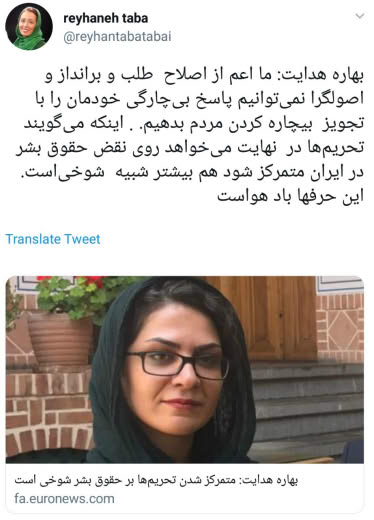 reyhaneh taba
@reyhantabatabai
بهاره هدایت: ما اعم از اصلاح طلب و برانداز و
اصولگرا نمی‌توانیم پاسخ بی‌چارگی خودمان را با
تجویز بیچاره کردن مردم بدهیم. . اینکه می‌گویند
تحریم‌ها در نهایت می‌خواهد روی نقض حقوق بشر
در ایران متمرکز شود هم بیشتر شبیه شوخی‌است.
این حرفها باد هواست
Translate Tweet
بهاره هدایت: متمرکز شدن تحریم‌ها بر حقوق بشر شوخی است
fa.euronews.com